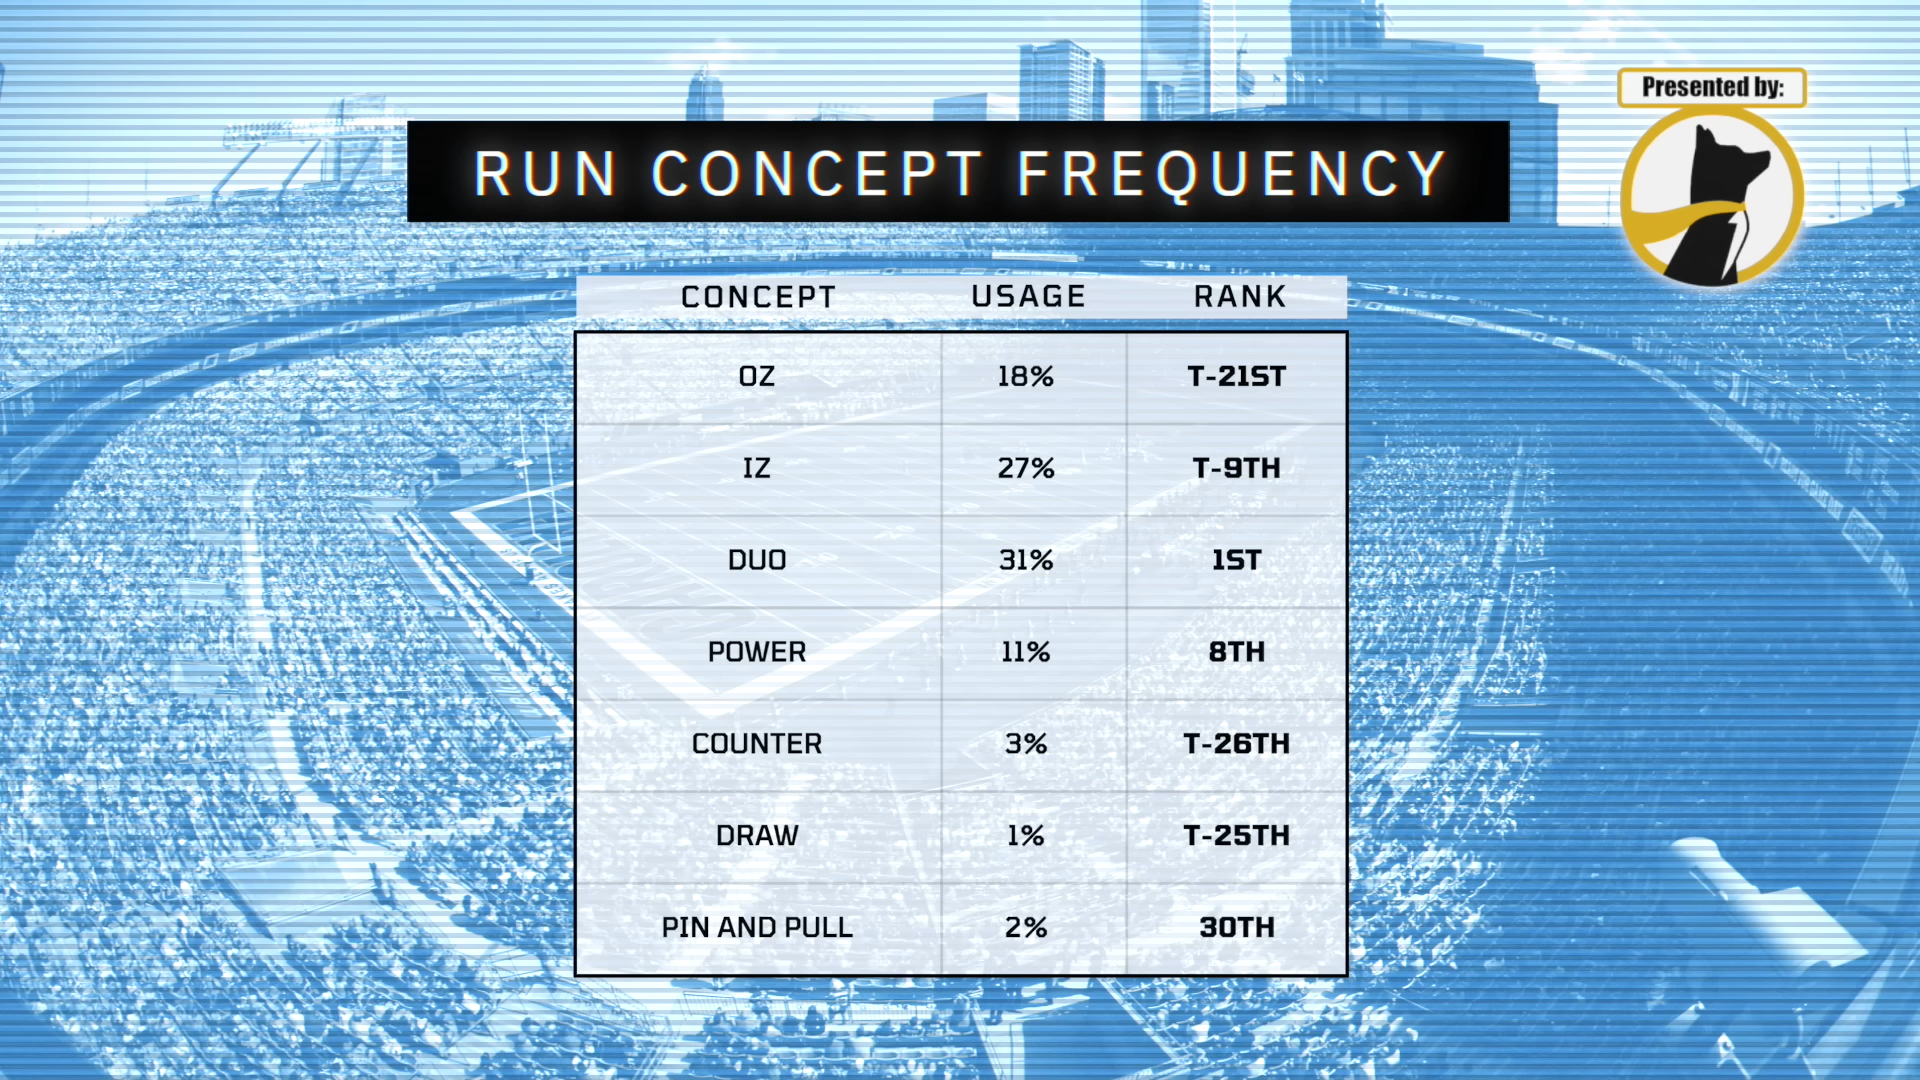 Presented by:
RUN CONCEPT FREQUENCY
CONCEPT USAGE RANK
OZ 18% T-21ST
IZ 27% T-9TH
DUO 31% 1ST
POWER 11% 8TH
COUNTER 3% T-26TH
DRAW 1% T-25TH
PIN AND PULL 2% 30TH